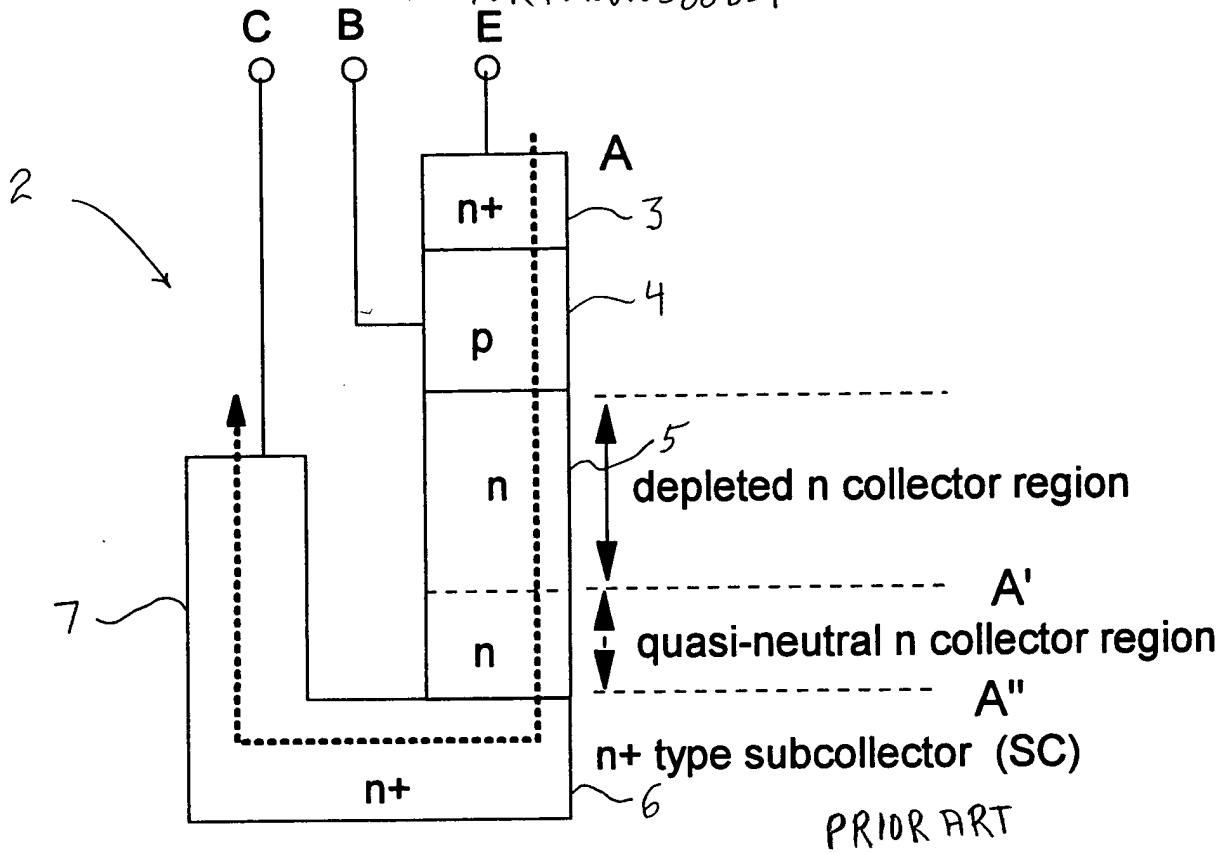 C B E
A
2
n+
3
4
p
5
n
depleted n collector region
A'
7
n
quasi-neutral n collector region
A"
n+ type subcollector (SC)
n+
6
PRIOR ART